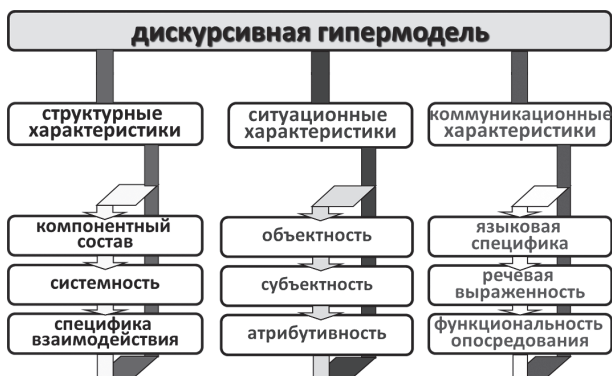 дискурсивная гипермодель
структурные
характеристики
ситуационные
характеристики
коммуникационные
характеристики
компонентный
состав
объектность
языковая
специфика
системность
субъектность
речевая
выраженность
специфика
взаимодействия
атрибутивность
функциональность
опосредования